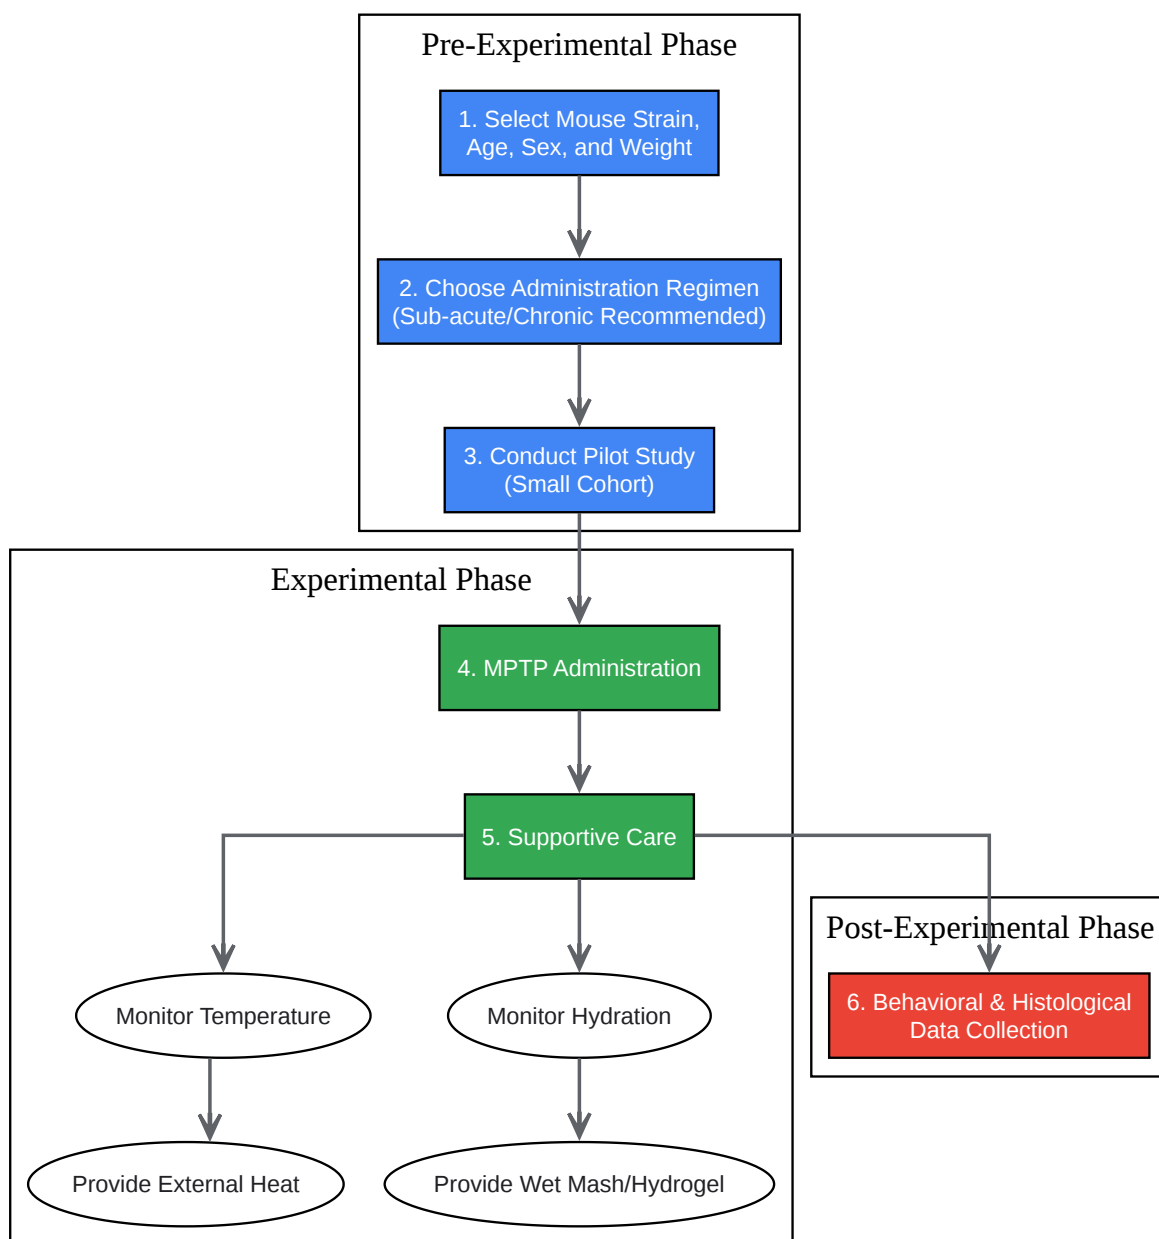 Pre-Experimental Phase
1. Select Mouse Strain,
Age, Sex, and Weight
2. Choose Administration Regimen
(Sub-acute/Chronic Recommended)
3. Conduct Pilot Study
(Small Cohort)
Experimental Phase
4. MPTP Administration
5. Supportive Care
Monitor Temperature
Monitor Hydration
Provide External Heat
Provide Wet Mash/Hydrogel
Post-Experimental Phase
6. Behavioral & Histological
Data Collection